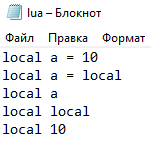 lua – Блокнот
Файл Правка Формат
local a = 10
local a = local
local a
local local
local 10